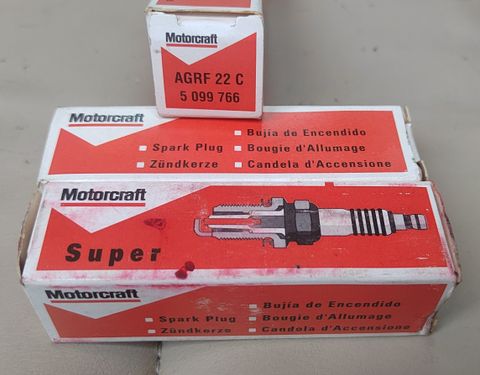 Motorcraft
AGRF 22 C
5 099 766
Motorcraft
Bujía de Encendido
Spark Plug Bougie d'Allumage
Zündkerze Candela d'Accensione
Motorcraft
Super
Motorcraft
Bujía de Encendido
Spark Plug Bougie d'Allumage
Zündkerze Candela d'Accensione